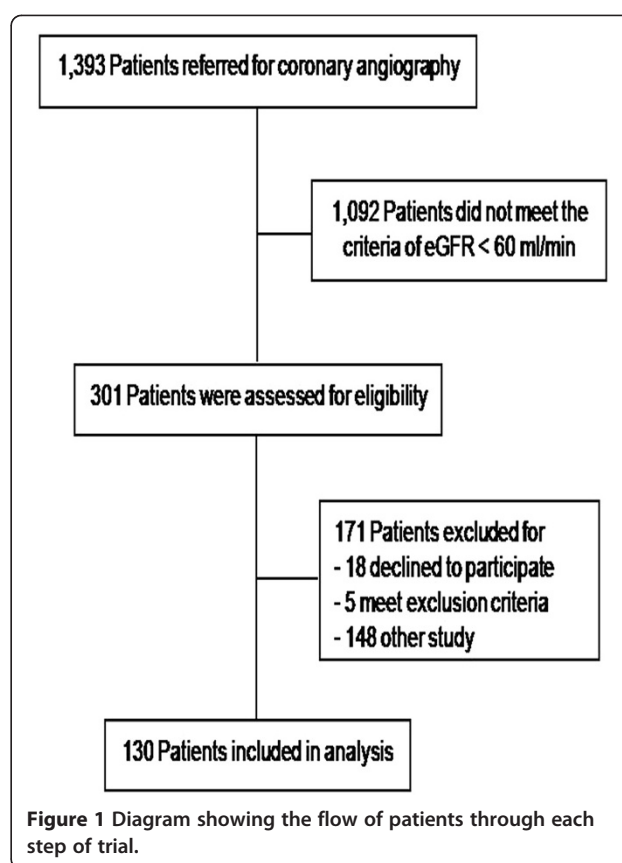 1,393 Patients referred for coronary angiography
1,092 Patients did not meet the
criteria of eGFR < 60 ml/min
301 Patients were assessed for eligibility
171 Patients excluded for
- 18 declined to participate
- 5 meet exclusion criteria
- 148 other study
130 Patients included in analysis
Figure 1 Diagram showing the flow of patients through each
step of trial.